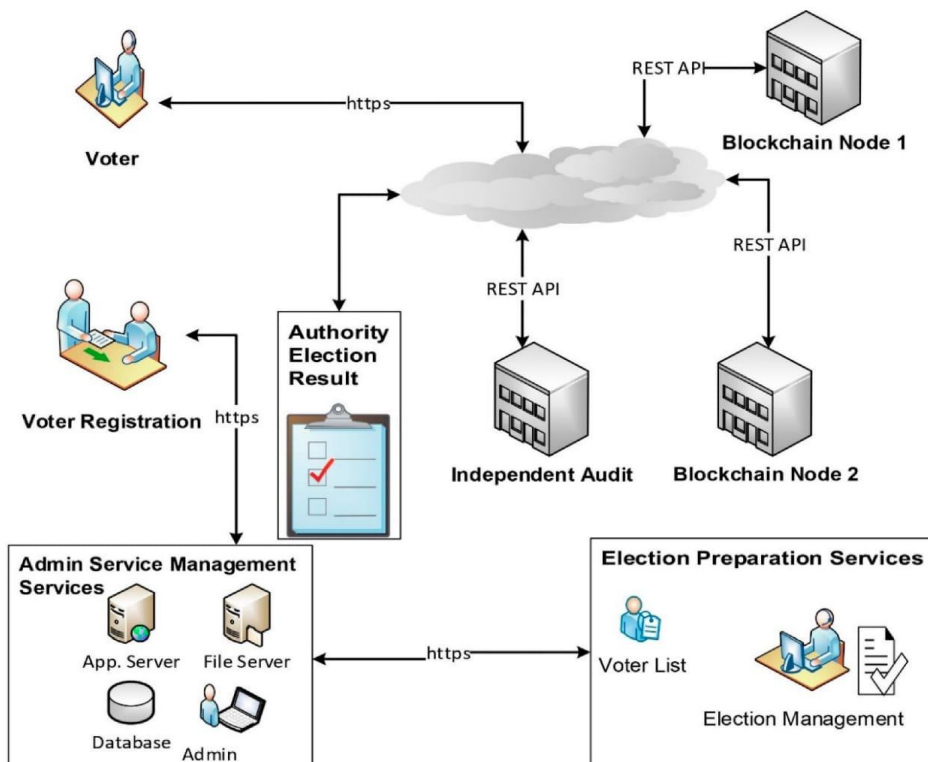 REST API
https
Blockchain Node 1
Voter
REST API
REST API
Authority
Election
Result
Voter Registration
https
Independent Audit
Blockchain Node 2
Admin Service Management
Services
App. Server
File Server
Database
Admin
https
Election Preparation Services
Voter List
Election Management